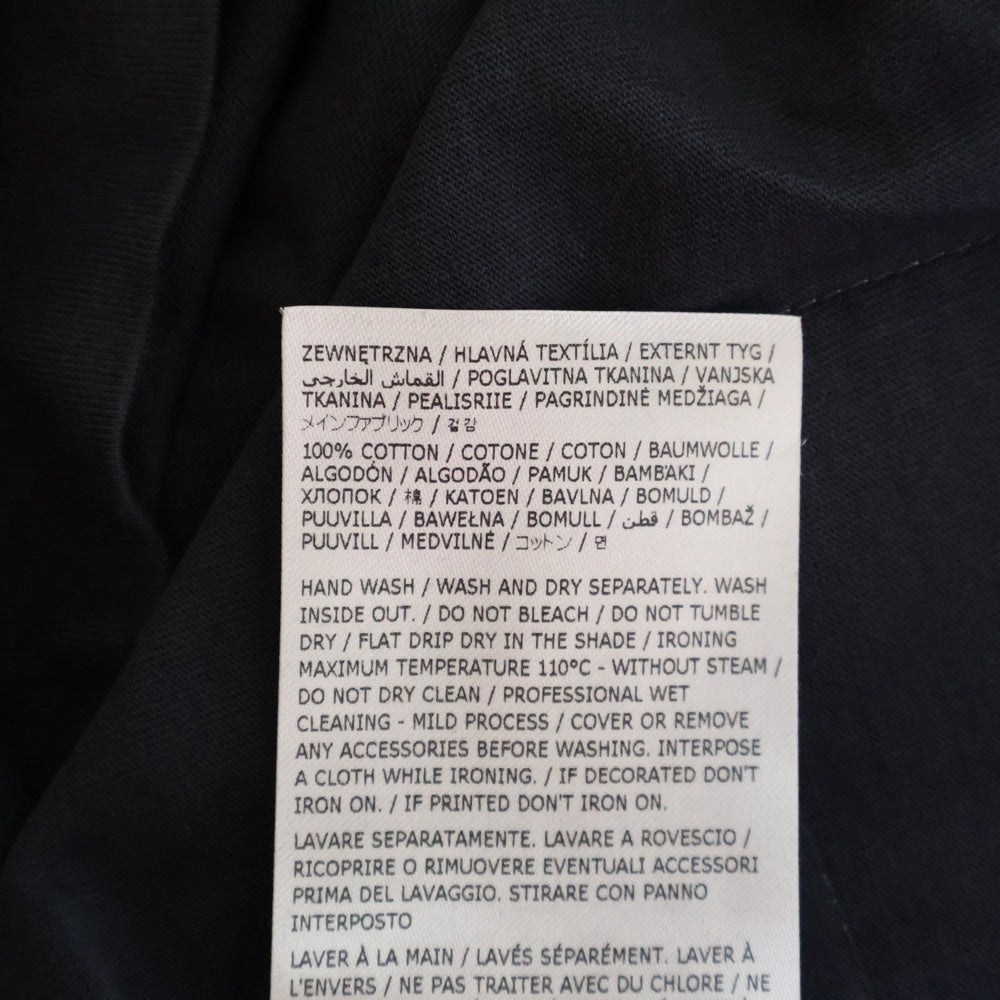 ZEWNĘTRZNA / HLAVNÁ TEXTÍLIA / EXTERNT TYG /
القماش الخارجي / POGLAVITNA TKANINA / VANJSKA
TKANINA / PEALISRIIE / PAGRINDINĖ MEDŽIAGA /
メインファブリック / 겉감
100% COTTON / COTONE / COTON / BAUMWOLLE /
ALGODÓN / ALGODÃO / PAMUK / BAMBAKI /
ХЛОПОК / 棉 / KATOEN / BAVLNA / BOMULD /
PUUVILLA / BAWEŁNA / BOMULL / قطن / BOMBAŽ /
PUUVILL / MEDVILNĖ / コットン / 면
HAND WASH / WASH AND DRY SEPARATELY. WASH
INSIDE OUT. / DO NOT BLEACH / DO NOT TUMBLE
DRY / FLAT DRIP DRY IN THE SHADE / IRONING
MAXIMUM TEMPERATURE 110°C - WITHOUT STEAM /
DO NOT DRY CLEAN / PROFESSIONAL WET
CLEANING - MILD PROCESS / COVER OR REMOVE
ANY ACCESSORIES BEFORE WASHING. INTERPOSE
A CLOTH WHILE IRONING. / IF DECORATED DON'T
IRON ON. / IF PRINTED DON'T IRON ON.
LAVARE SEPARATAMENTE. LAVARE A ROVESCIO /
RICOPRIRE O RIMUOVERE EVENTUALI ACCESSORI
PRIMA DEL LAVAGGIO. STIRARE CON PANNO
INTERPOSTO
LAVER À LA MAIN / LAVÉS SÉPARÉMENT. LAVER À
L'ENVERS / NE PAS TRAITER AVEC DU CHLORE / NE